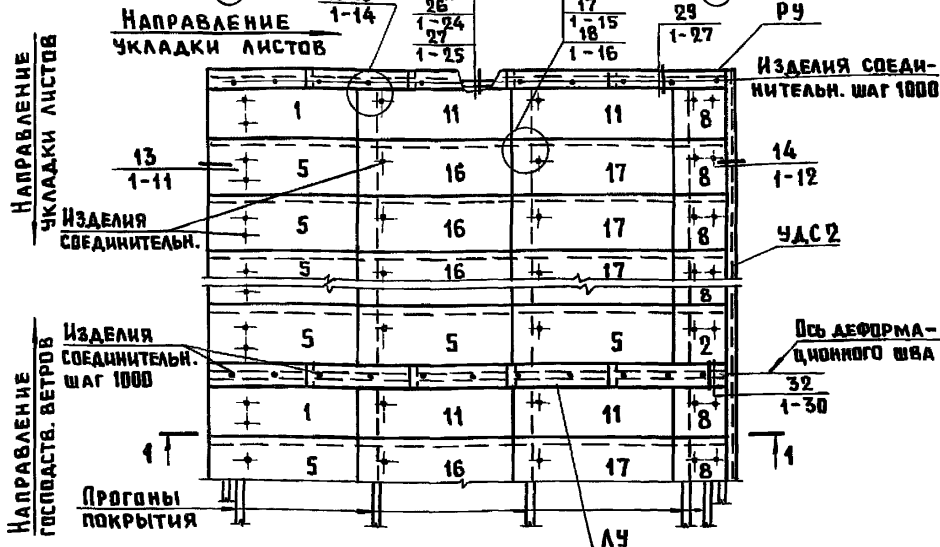 НАПРАВЛЕНИЕ
УКЛАДКИ ЛИСТОВ
1-14
26
1-24
27
1-25
17
1-15
18
1-16
29
1-27
РУ
ИЗДЕЛИЯ СОЕДИ-
НИТЕЛЬН. ШАГ 1000
НАПРАВЛЕНИЕ
УКЛАДКИ ЛИСТОВ
1 11 11 8
13
1-11
5 16 17 8
14
1-12
ИЗДЕЛИЯ
СОЕДИНИТЕЛЬН.
5 16 17 8
УДС2
5 16 17
8
ИЗДЕЛИЯ
СОЕДИНИТЕЛЬН.
ШАГ 1000
5 5 5 2
ОСЬ ДЕФОРМА-
ЦИОННОГО ШВА
32
1-30
НАПРАВЛЕНИЕ
ГОСПОДСТВ. ВЕТРОВ
1 11 11 8
1 1
5 16 17 8
ПРОГОНЫ
ПОКРЫТИЯ
ЛУ